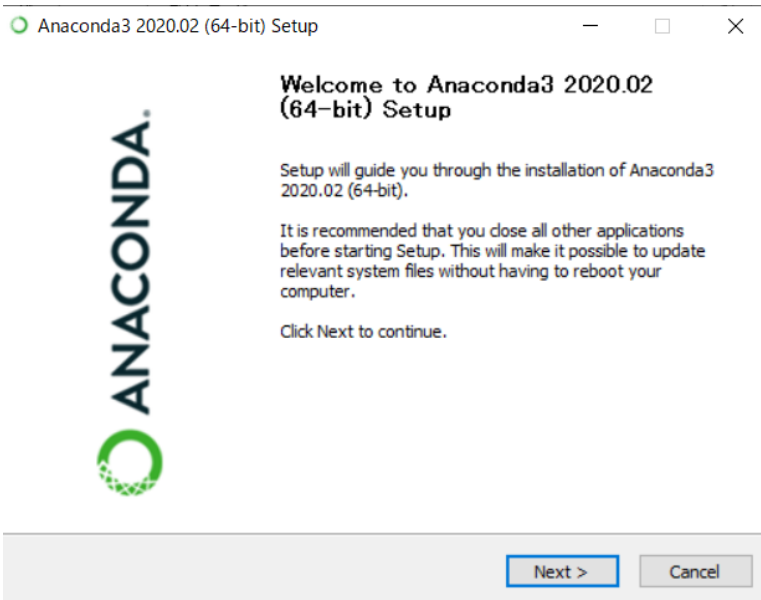 Anaconda3 2020.02 (64-bit) Setup
Welcome to Anaconda3 2020.02
(64-bit) Setup
ANACONDA.
Setup will guide you through the installation of Anaconda3
2020.02 (64-bit).
It is recommended that you close all other applications
before starting Setup. This will make it possible to update
relevant system files without having to reboot your
computer.
Click Next to continue.
Next >
Cancel